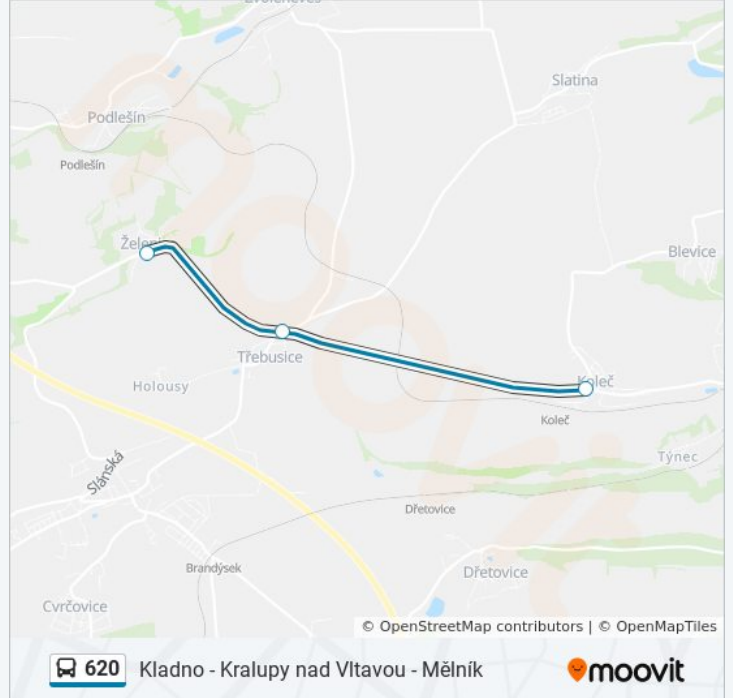 Podlešín
Slatina
Podlešín
Blevice
Třebusice
Holousy
Koleč
Koleč
Týnec
Slánská
Dřetovice
Brandýsek
Dřetovice
Cvrčovice
© OpenStreetMap contributors | © OpenMapTiles
620 Kladno - Kralupy nad Vltavou - Mělník
moovit